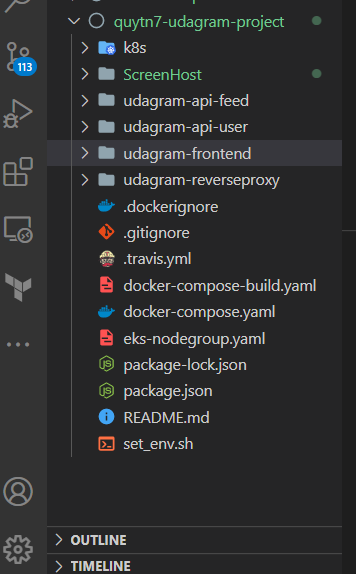 quytn7-udagram-project
k8s
ScreenHost
udagram-api-feed
udagram-api-user
udagram-frontend
udagram-reverseproxy
.dockerignore
.gitignore
.travis.yml
docker-compose-build.yaml
docker-compose.yaml
eks-nodegroup.yaml
package-lock.json
package.json
README.md
set_env.sh
113
OUTLINE
TIMELINE